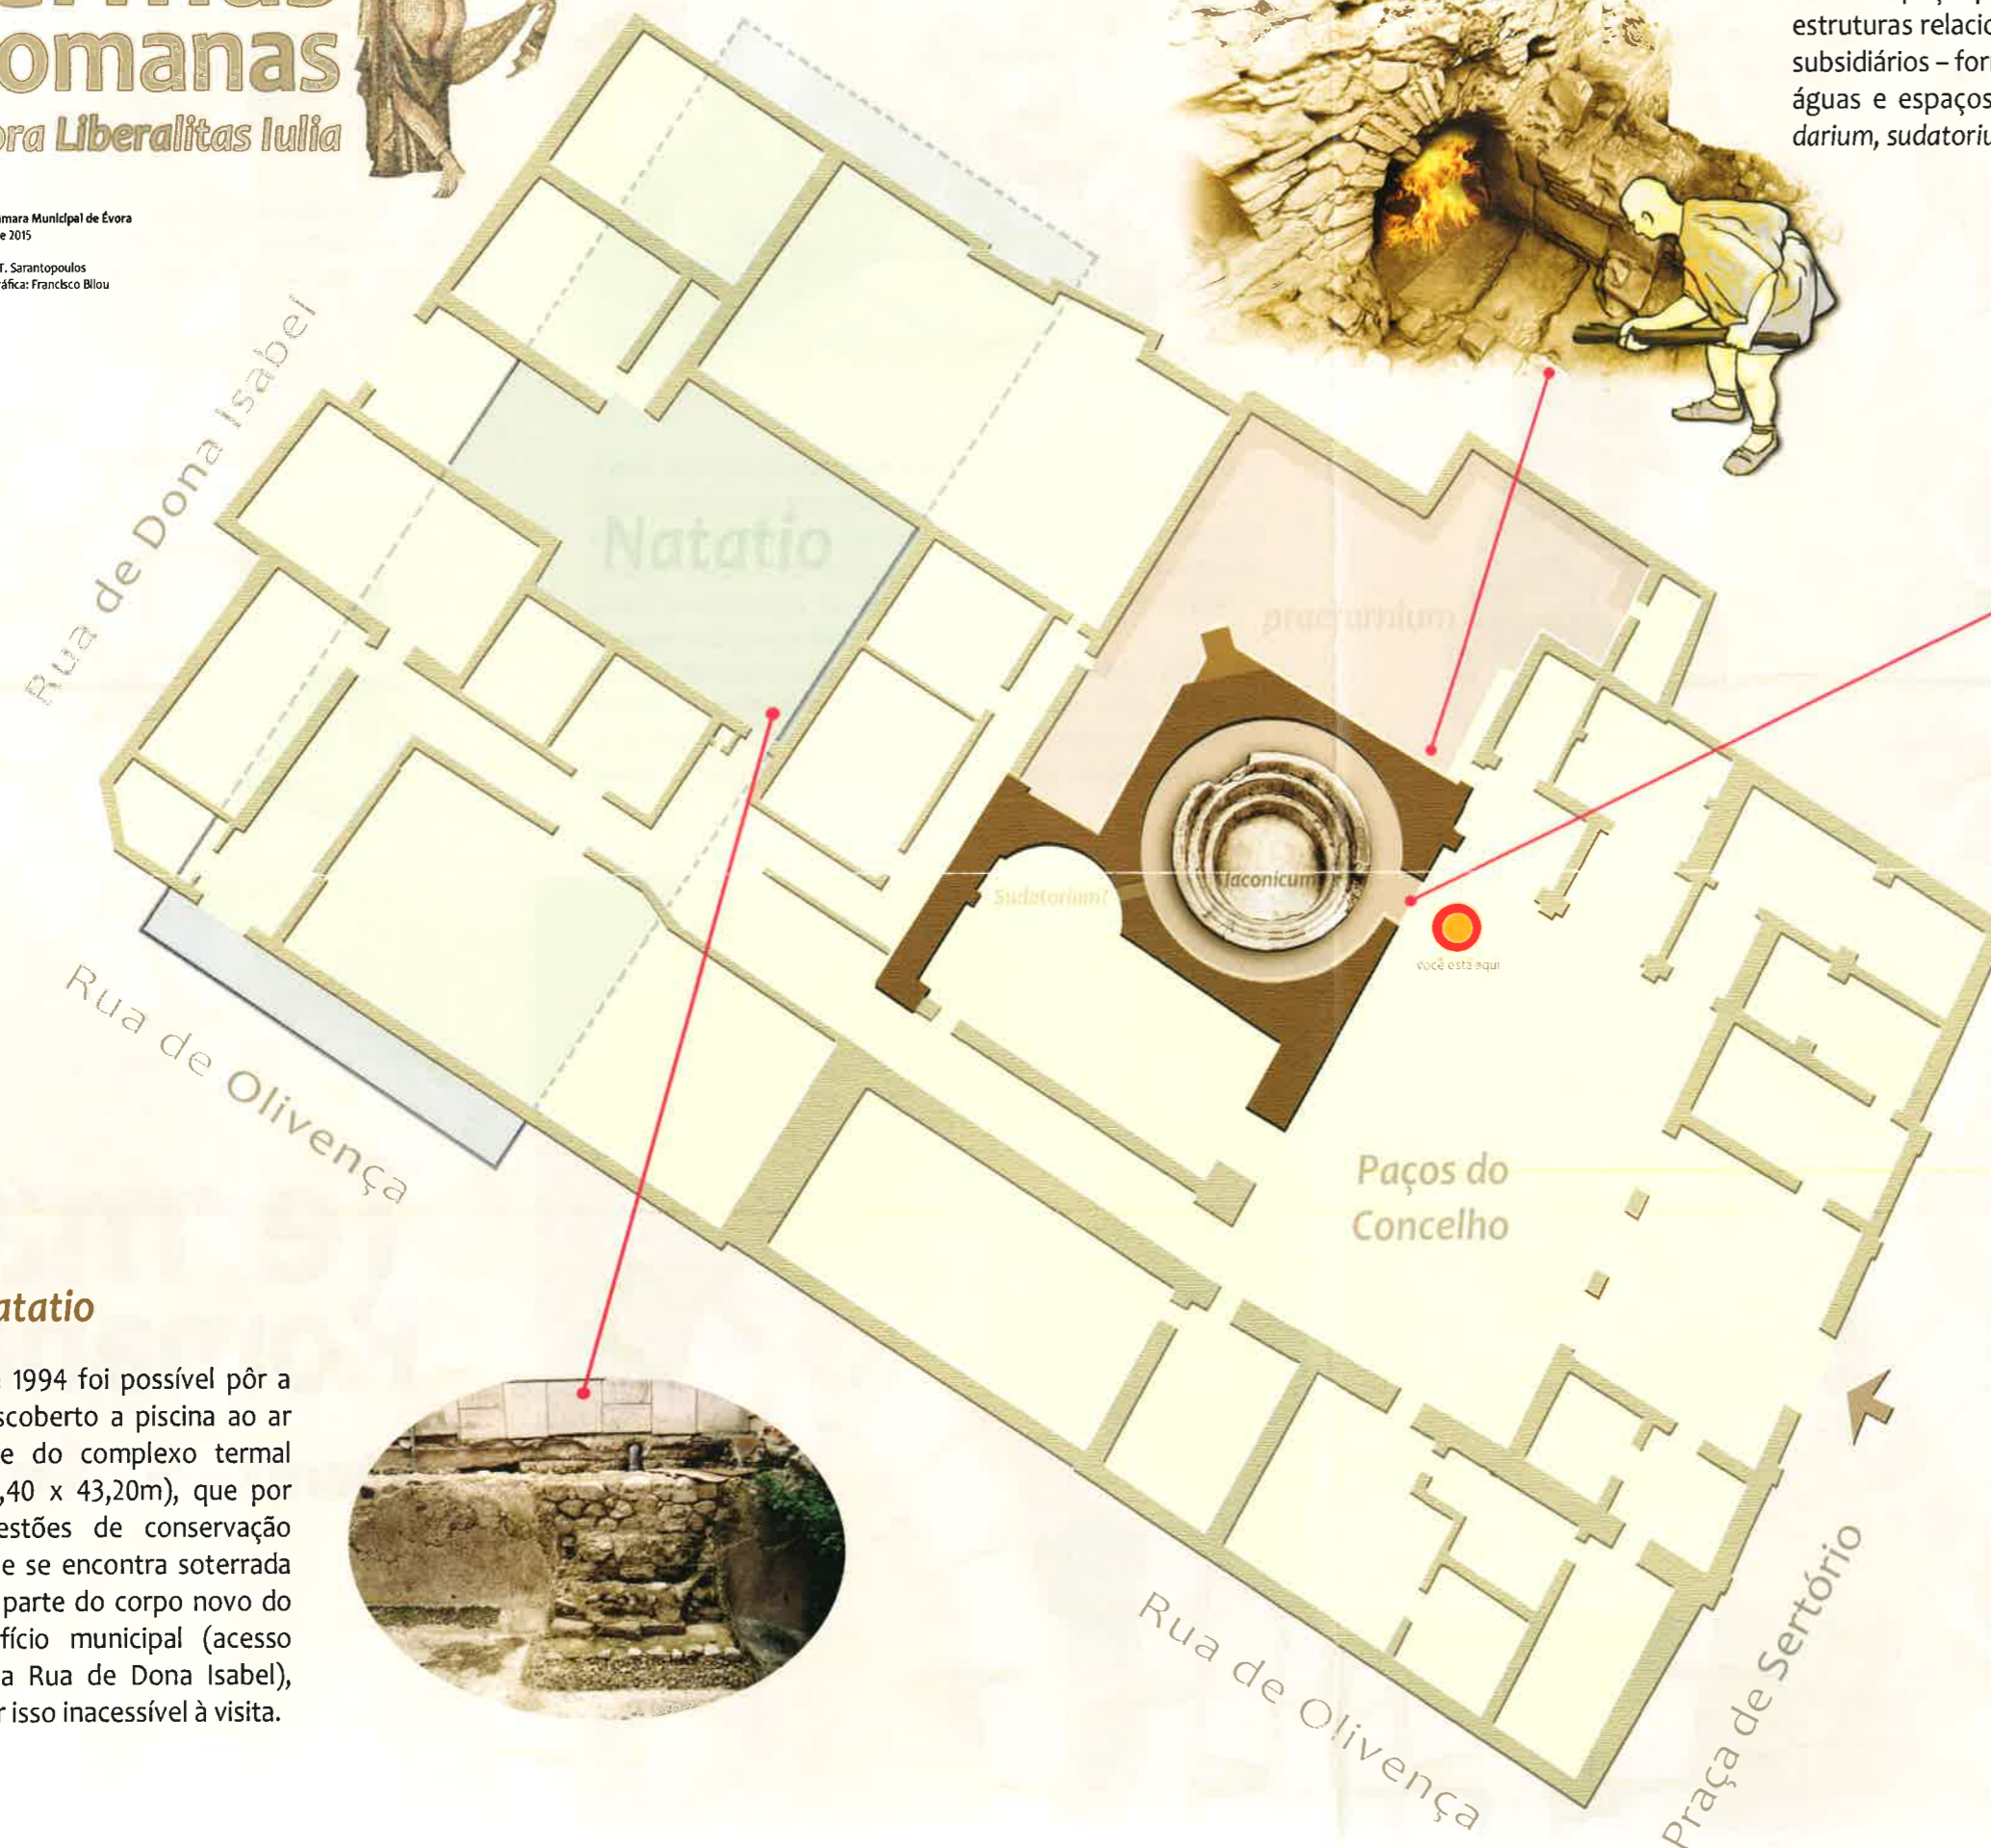 ermas
omanas
ora Liberalitas Iulia
mara Municipal de Évora
e 2015
T. Sarantopoulos
áfica: Francisco Bilou
estruturas relacio
subsidiários – for
águas e espaços
darium, sudatoriu
Rua de Dona Isabel
Natatio
praefurnium
Sudatorium?
laconicum
Você está aqui
Rua de Olivença
Paços do
Concelho
atatio
1994 foi possível pôr a
scoberto a piscina ao ar
e do complexo termal
,40 x 43,20m), que por
estões de conservação
e se encontra soterrada
parte do corpo novo do
fício municipal (acesso
a Rua de Dona Isabel),
r isso inacessível à visita.
Rua de Olivença
Praça de Sertório